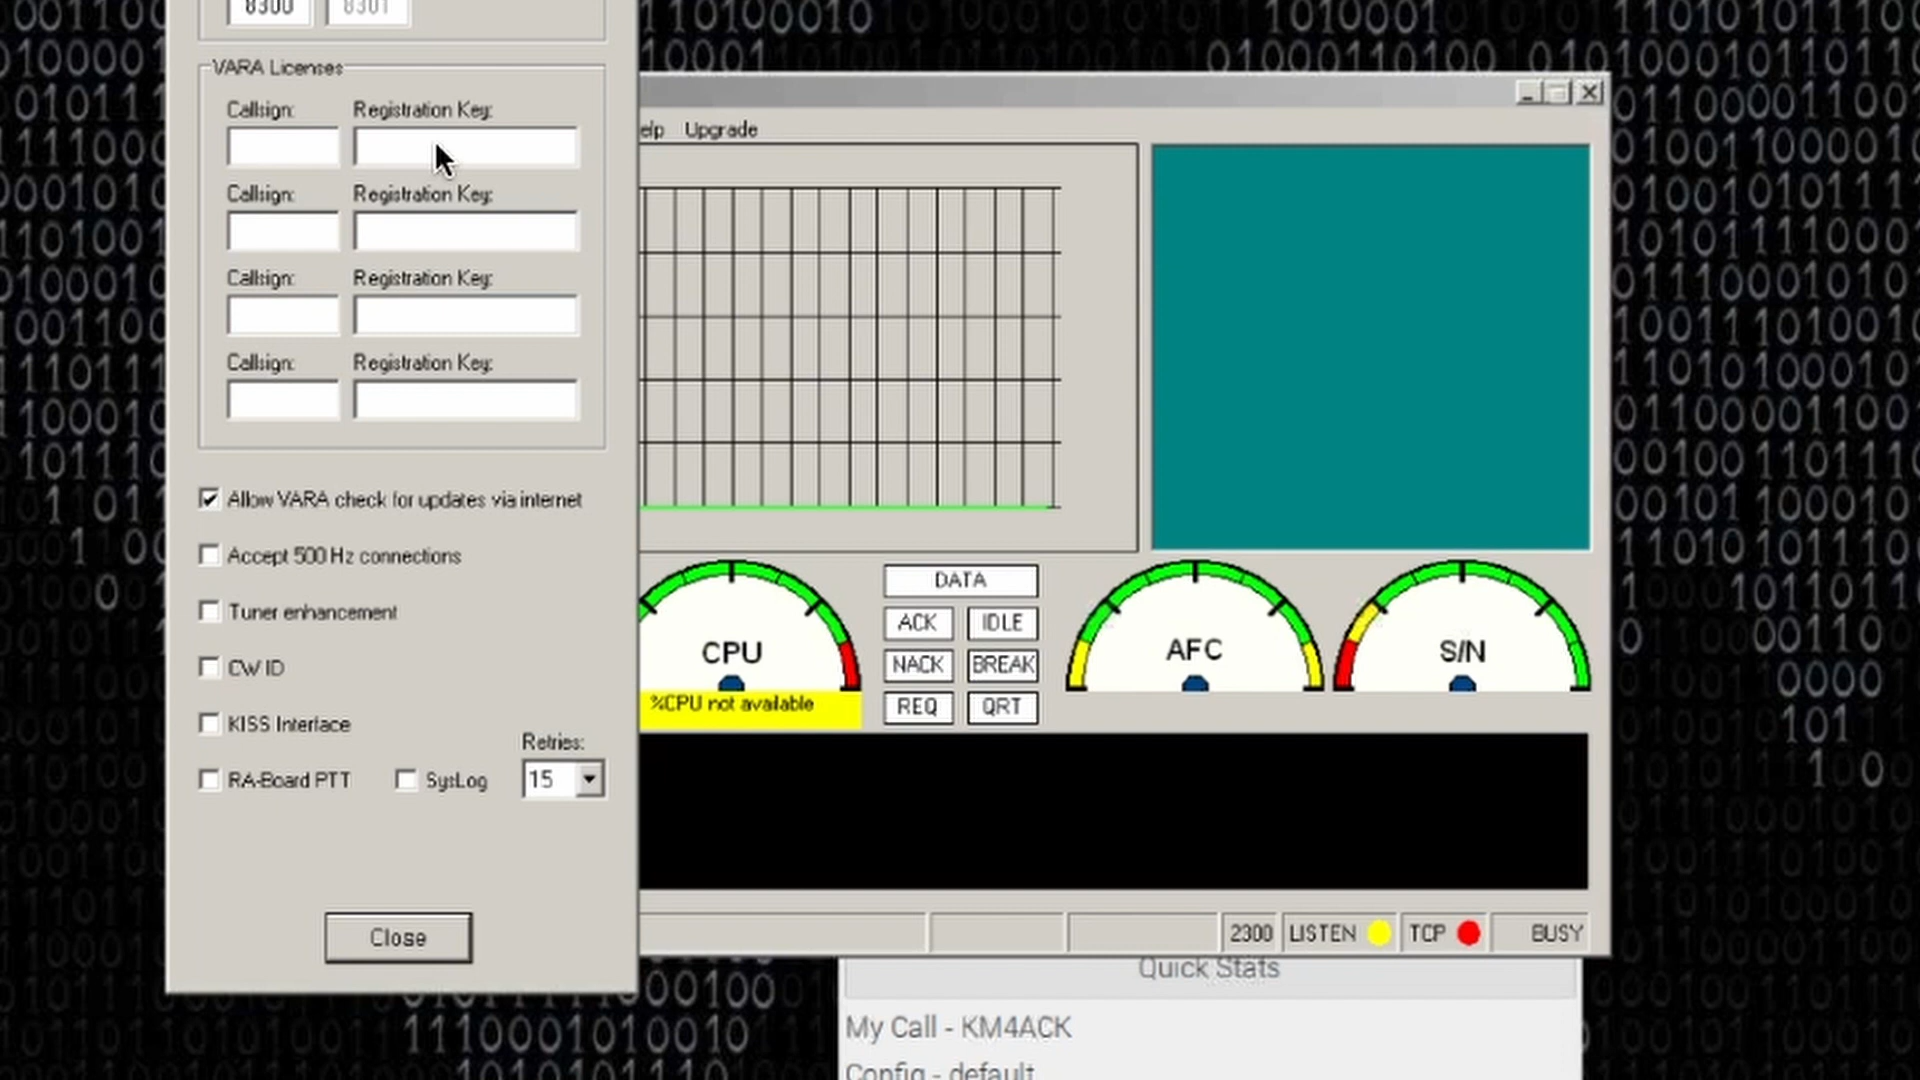 8300 8301
VARA Licenses
Callsign: Registration Key:
Callsign: Registration Key:
Callsign: Registration Key:
Callsign: Registration Key:
Allow VARA check for updates via internet
Accept 500 Hz connections
Tuner enhancement
CW ID
KISS Interface
Retries:
RA-Board PTT SysLog 15
Close
elp Upgrade
CPU
%CPU not available
DATA
ACK IDLE
NACK BREAK
REQ QRT
AFC
S/N
2300 LISTEN TCP BUSY
Quick Stats
My Call - KM4ACK
Config - default